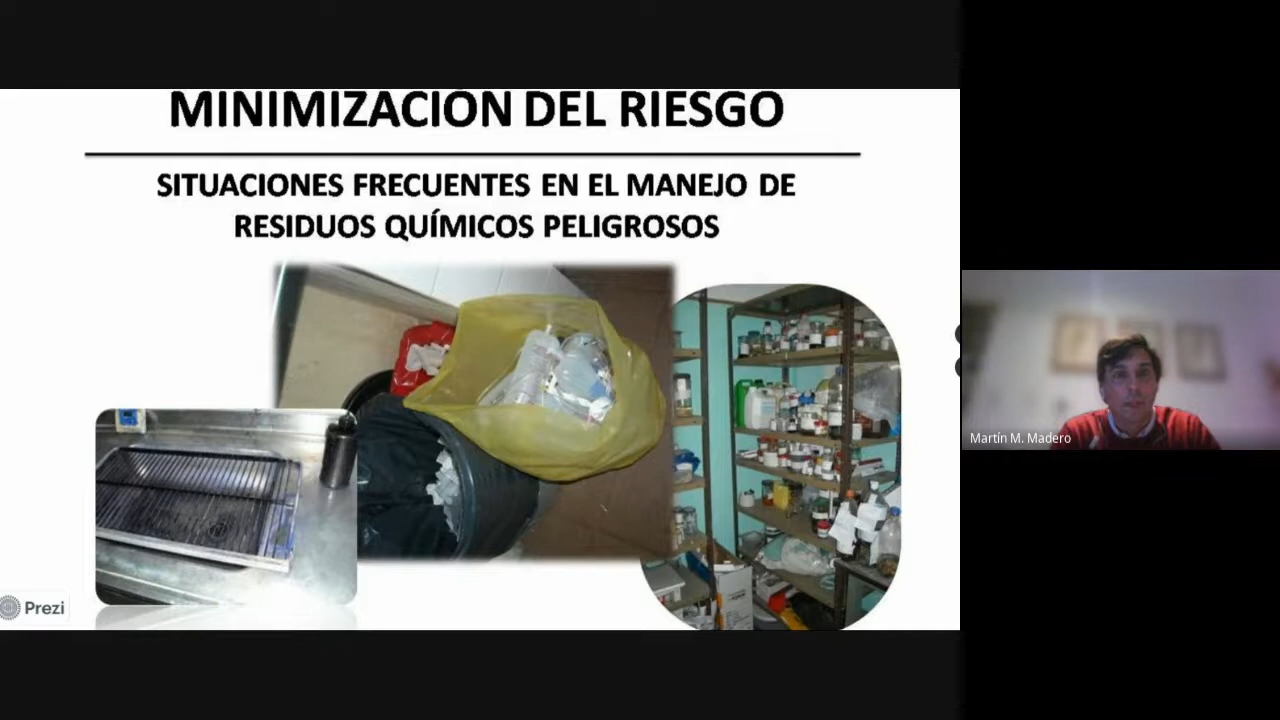 MINIMIZACION DEL RIESGO
SITUACIONES FRECUENTES EN EL MANEJO DE
RESIDUOS QUÍMICOS PELIGROSOS
Prezi
Martín M. Madero